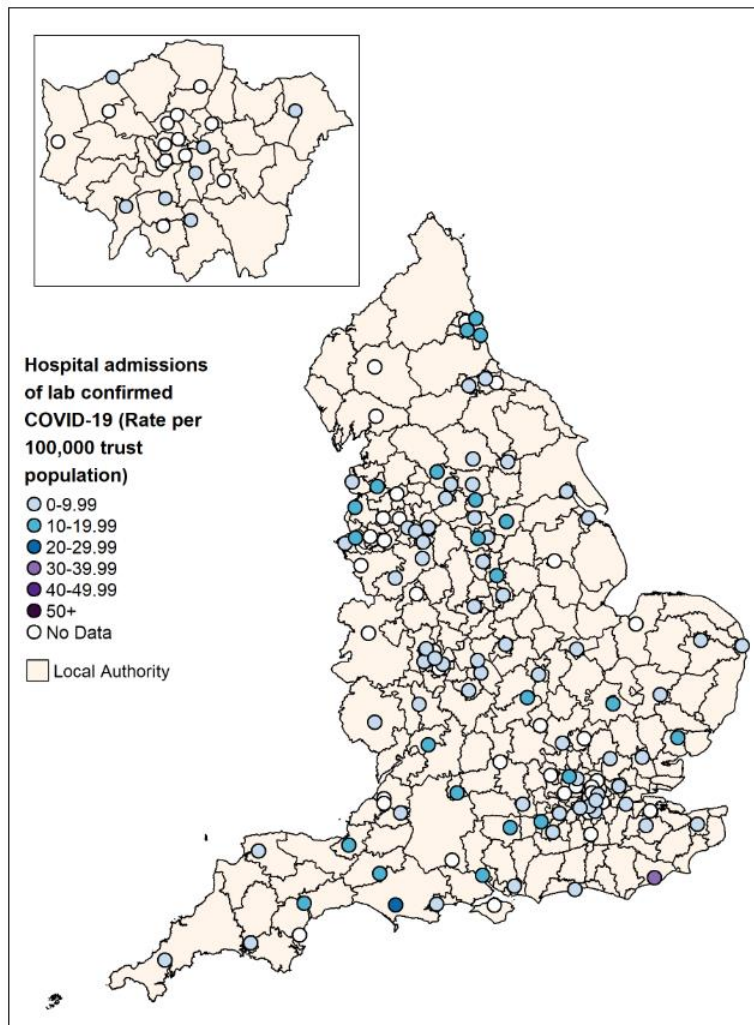 Hospital admissions
of lab confirmed
COVID-19 (Rate per
100,000 trust
population)
0-9.99
10-19.99
20-29.99
30-39.99
40-49.99
50+
No Data
Local Authority